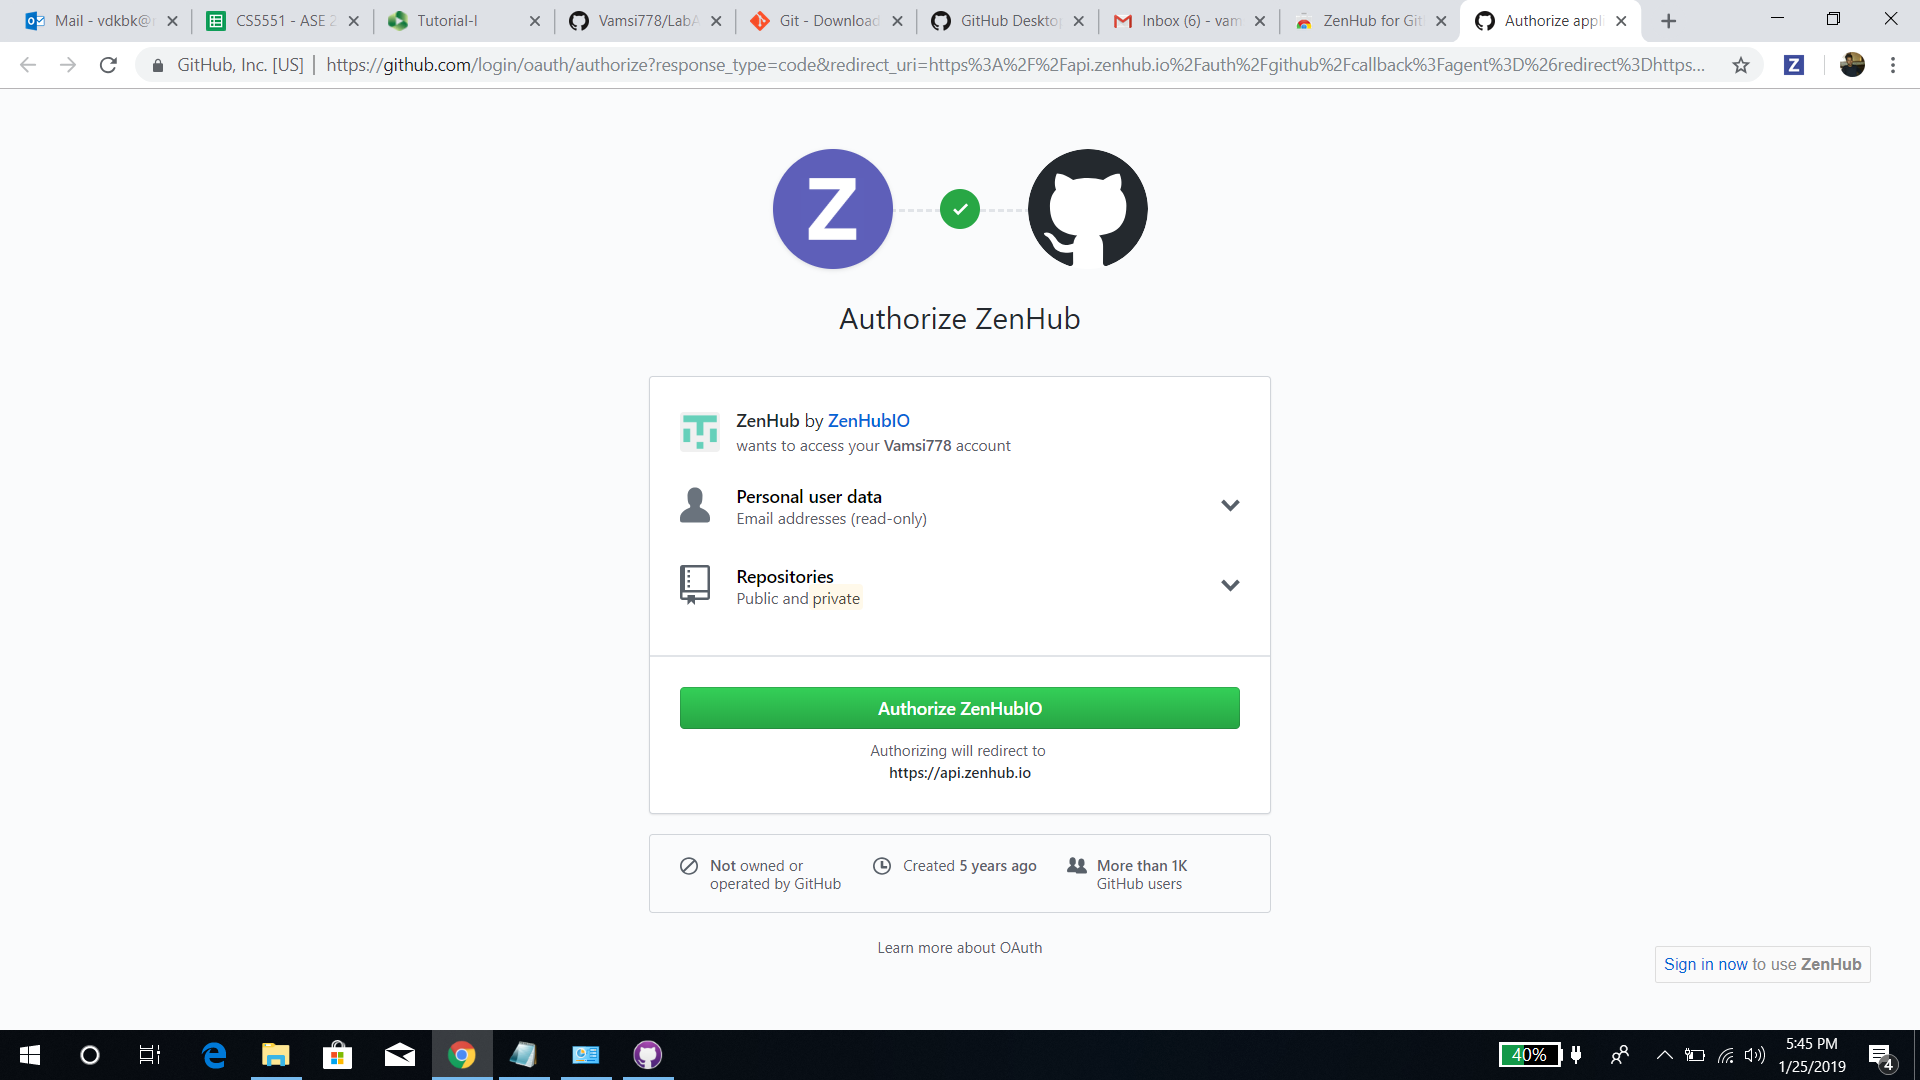 Mail - vdkbk@
CS5551 - ASE 2
Tutorial-I
Vamsi778/LabA
Git - Download
GitHub Deskto
Inbox (6) - vam
ZenHub for Git
Authorize appli
GitHub, Inc. [US]
https://github.com/login/oauth/authorize?response_type=code&redirect_uri=https%3A%2F%2Fapi.zenhub.io%2Fauth%2Fgithub%2Fcallback%3Fagent%3D%26redirect%3Dhttps...
Z
Z
Authorize ZenHub
ZenHub by ZenHubIO
wants to access your Vamsi778 account
Personal user data
Email addresses (read-only)
Repositories
Public and private
Authorize ZenHubIO
Authorizing will redirect to
https://api.zenhub.io
Not owned or
operated by GitHub
Created 5 years ago
More than 1K
GitHub users
Learn more about OAuth
Sign in now to use ZenHub
40%
5:45 PM
1/25/2019
4